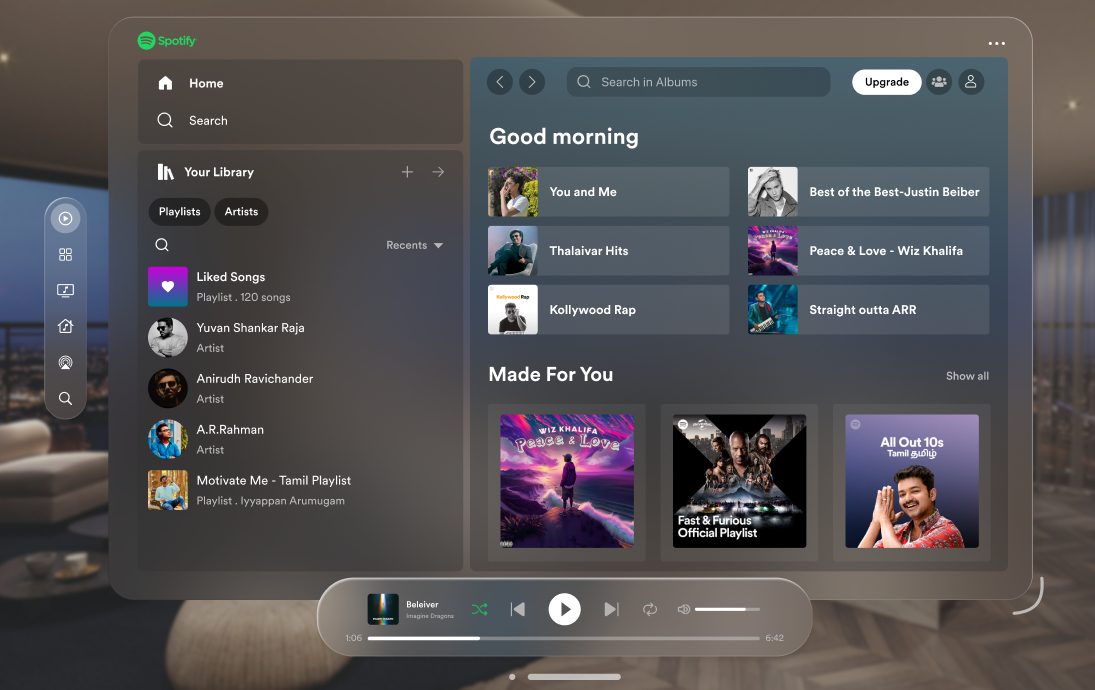 Spotify
Home
Search
Your Library
Playlists
Artists
Recents
Liked Songs
Playlist . 120 songs
Yuvan Shankar Raja
Artist
Anirudh Ravichander
Artist
A.R.Rahman
Artist
Motivate Me - Tamil Playlist
Playlist . Iyyappan Arumugam
Search in Albums
Upgrade
Good morning
You and Me
Best of the Best-Justin Beiber
Thalaivar Hits
Peace & Love
Peace & Love - Wiz Khalifa
Kollywood Rap
Kollywood Rap
Straight outta ARR
Made For You
Show all
WIZ KHALIFA
Peace & Love
Fast & Furious
Official Playlist
All Out 10s
Tamil தமிழ்
Beleiver
Imagine Dragons
1:06
6:42